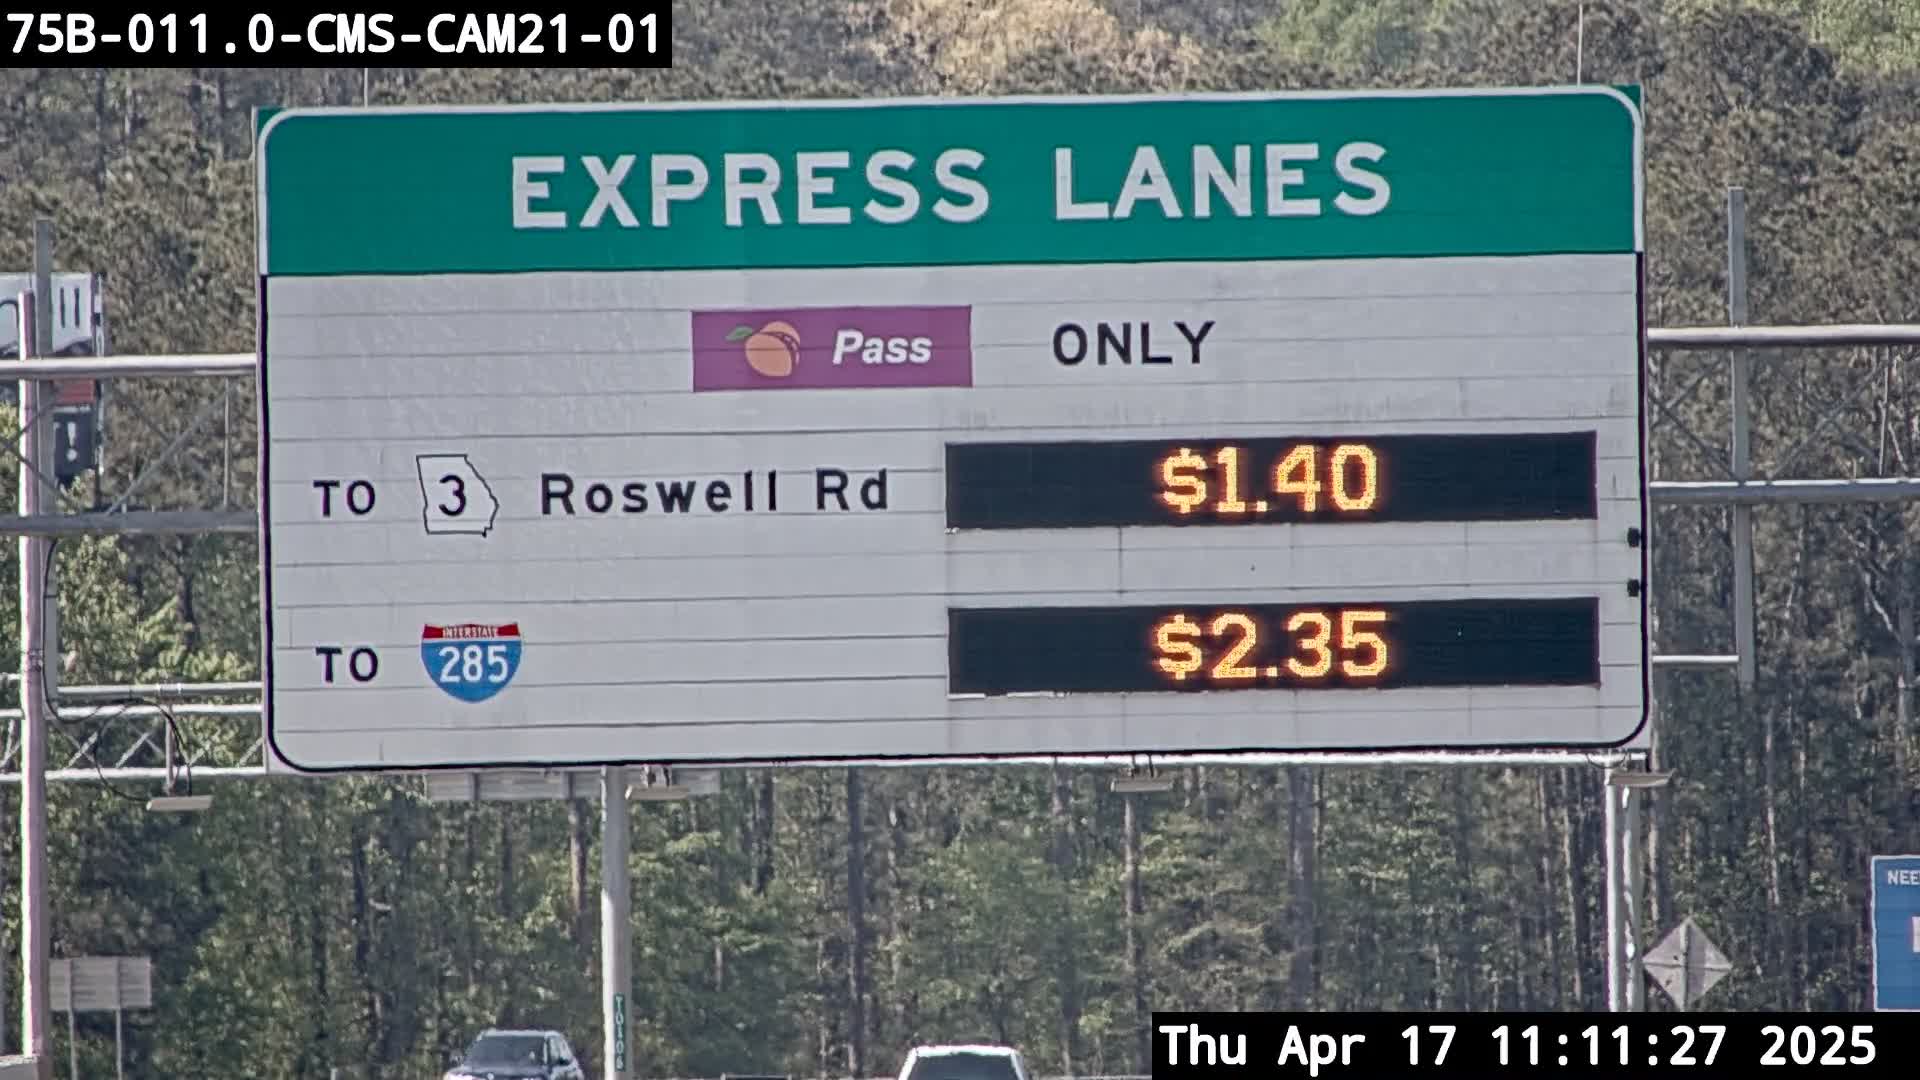 75B-011.0-CMS-CAM21-01
EXPRESS LANES
Pass ONLY
TO 3 Roswell Rd $1.40
TO INTERSTATE 285 $2.35
Thu Apr 17 11:11:27 2025